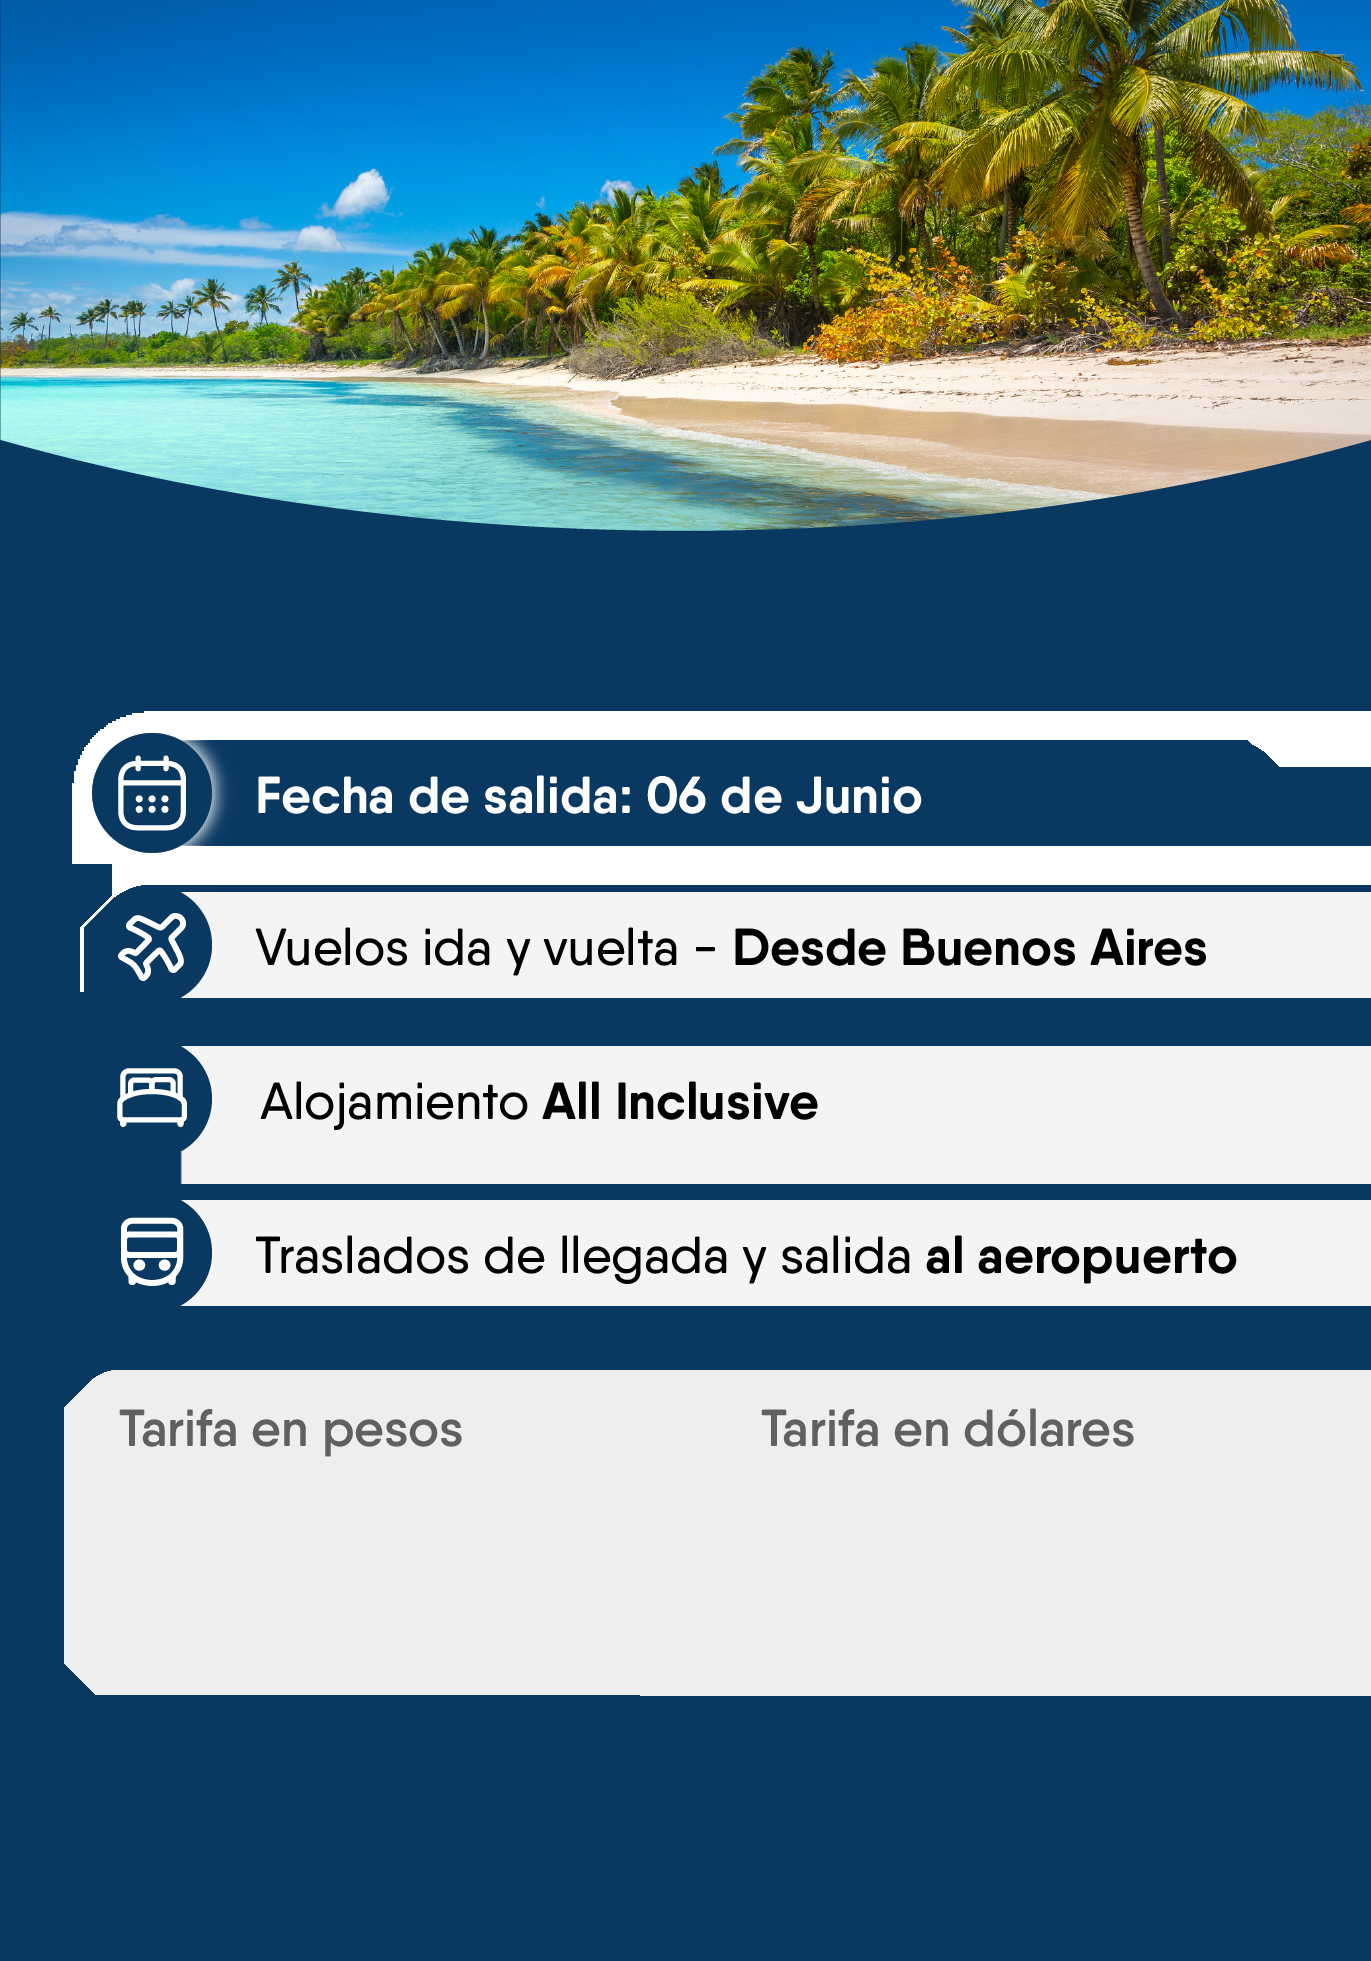 Fecha de salida: 06 de Junio
Vuelos ida y vuelta - Desde Buenos Aires
Alojamiento All Inclusive
Traslados de llegada y salida al aeropuerto
Tarifa en pesos
Tarifa en dólares